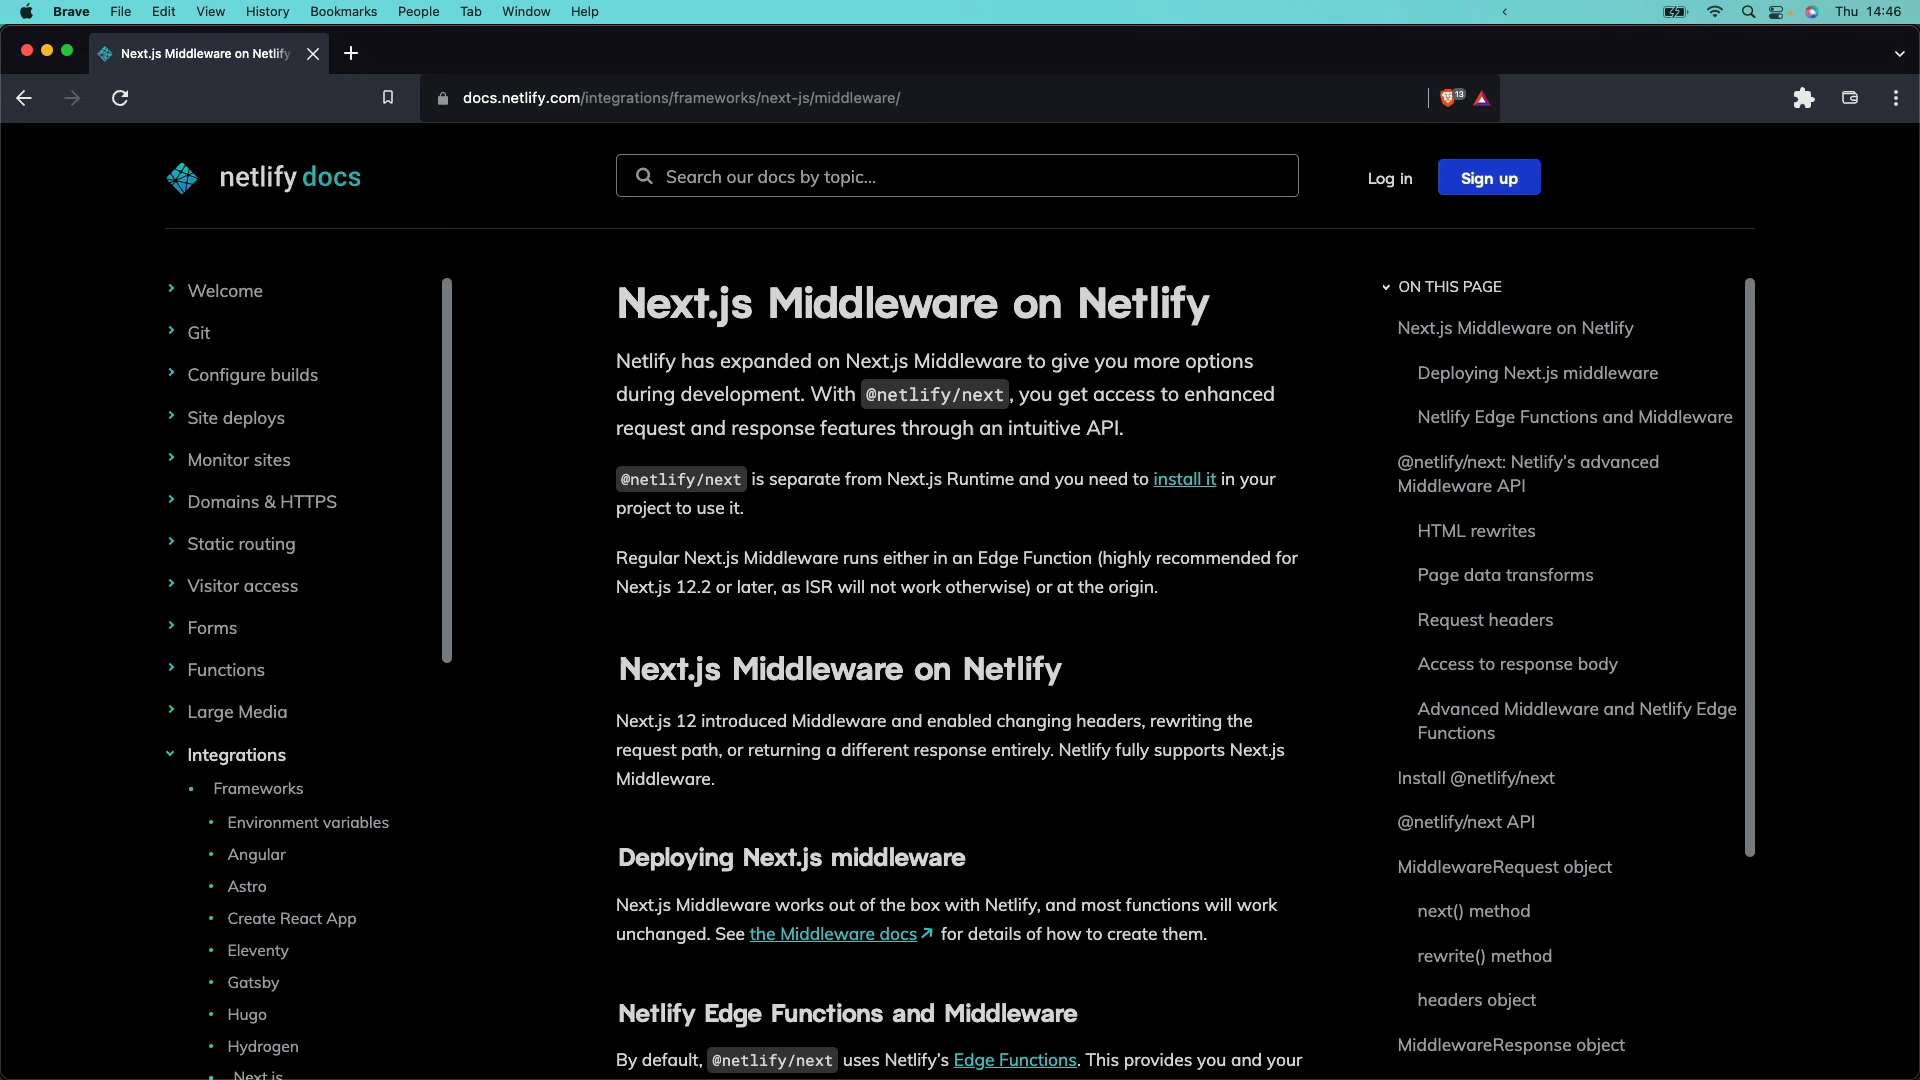 Brave File Edit View History Bookmarks People Tab Window Help
Thu 14:46
Next.js Middleware on Netlify
docs.netlify.com/integrations/frameworks/next-js/middleware/
13
netlify docs
Search our docs by topic...
Log in
Sign up
Welcome
Git
Configure builds
Site deploys
Monitor sites
Domains & HTTPS
Static routing
Visitor access
Forms
Functions
Large Media
Integrations
Frameworks
Environment variables
Angular
Astro
Create React App
Eleventy
Gatsby
Hugo
Hydrogen
Next.js
Next.js Middleware on Netlify
Netlify has expanded on Next.js Middleware to give you more options
during development. With @netlify/next, you get access to enhanced
request and response features through an intuitive API.
@netlify/next is separate from Next.js Runtime and you need to install it in your
project to use it.
Regular Next.js Middleware runs either in an Edge Function (highly recommended for
Next.js 12.2 or later, as ISR will not work otherwise) or at the origin.
Next.js Middleware on Netlify
Next.js 12 introduced Middleware and enabled changing headers, rewriting the
request path, or returning a different response entirely. Netlify fully supports Next.js
Middleware.
Deploying Next.js middleware
Next.js Middleware works out of the box with Netlify, and most functions will work
unchanged. See the Middleware docs for details of how to create them.
Netlify Edge Functions and Middleware
By default, @netlify/next uses Netlify's Edge Functions. This provides you and your
ON THIS PAGE
Next.js Middleware on Netlify
Deploying Next.js middleware
Netlify Edge Functions and Middleware
@netlify/next: Netlify's advanced
Middleware API
HTML rewrites
Page data transforms
Request headers
Access to response body
Advanced Middleware and Netlify Edge
Functions
Install @netlify/next
@netlify/next API
MiddlewareRequest object
next() method
rewrite() method
headers object
MiddlewareResponse object